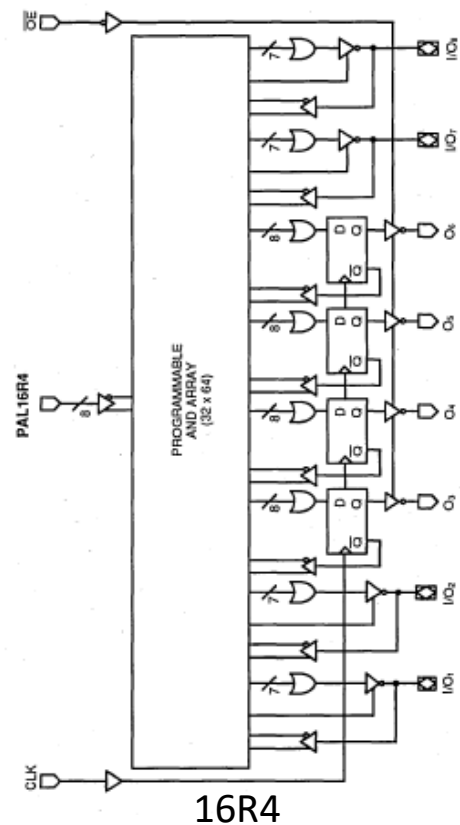 PAL16R4
OE
CLK
8
PROGRAMMABLE
AND ARRAY
(32 x 64)
7
7
8
8
8
8
7
7
D Q
Q
D Q
Q
D Q
Q
D Q
Q
I/O1
I/O2
O3
O4
O5
O6
I/O7
I/O8
16R4